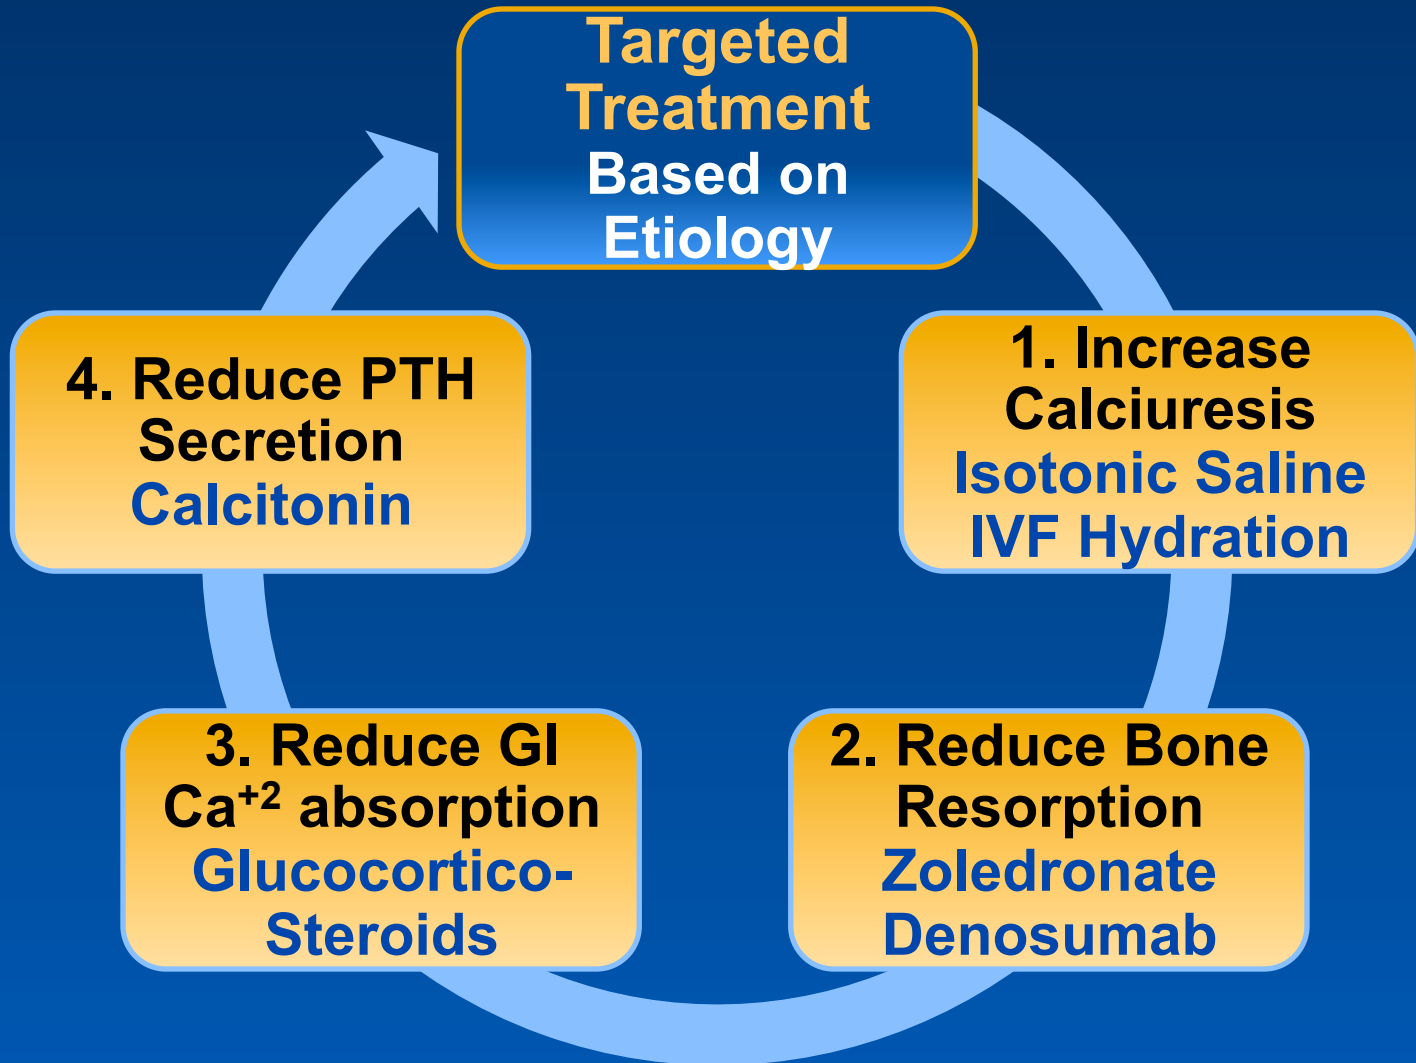 Targeted
Treatment
Based on
Etiology
1. Increase
Calciuresis
Isotonic Saline
IVF Hydration
2. Reduce Bone
Resorption
Zoledronate
Denosumab
3. Reduce GI
Ca⁺² absorption
Glucocortico-
Steroids
4. Reduce PTH
Secretion
Calcitonin